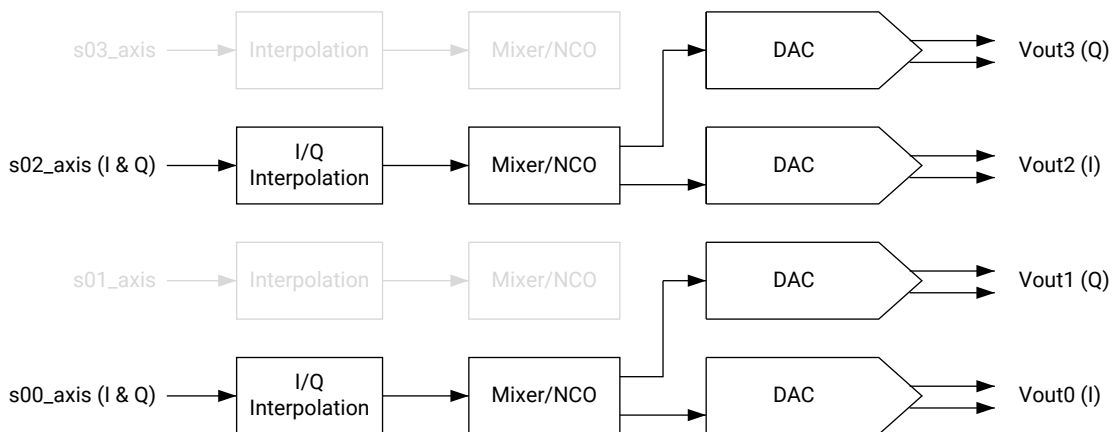 s03_axis
Interpolation
Mixer/NCO
DAC
Vout3 (Q)
s02_axis (I & Q)
I/Q
Interpolation
Mixer/NCO
DAC
Vout2 (I)
s01_axis
Interpolation
Mixer/NCO
DAC
Vout1 (Q)
s00_axis (I & Q)
I/Q
Interpolation
Mixer/NCO
DAC
Vout0 (I)